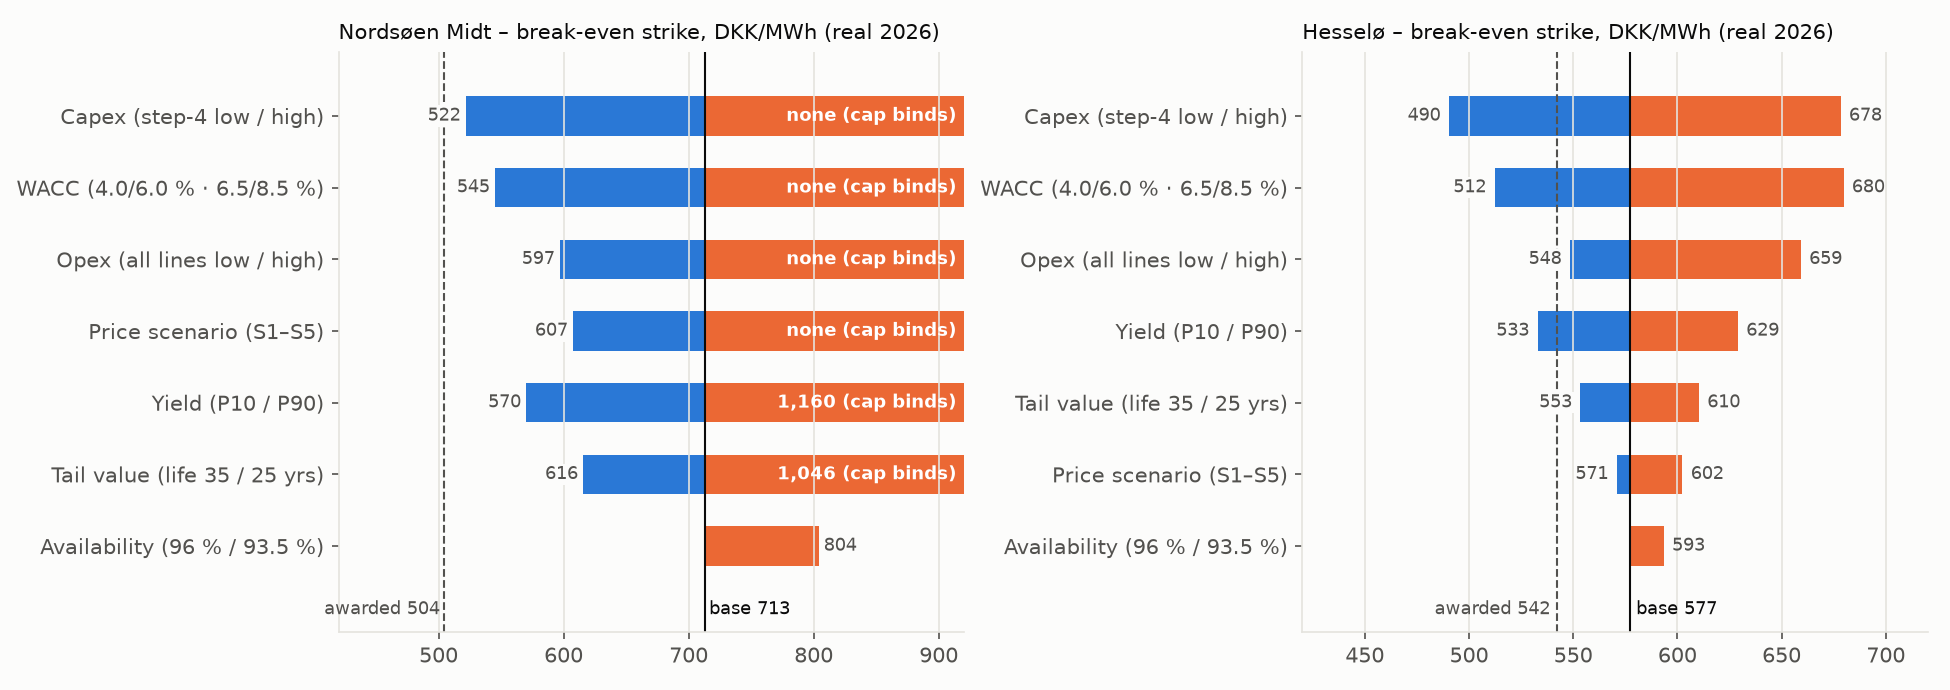 Nordsøen Midt – break-even strike, DKK/MWh (real 2026)
Capex (step-4 low / high)
522
none (cap binds)
WACC (4.0/6.0 % · 6.5/8.5 %)
545
none (cap binds)
Opex (all lines low / high)
597
none (cap binds)
Price scenario (S1–S5)
607
none (cap binds)
Yield (P10 / P90)
570
1,160 (cap binds)
Tail value (life 35 / 25 yrs)
616
1,046 (cap binds)
Availability (96 % / 93.5 %)
804
awarded 504
base 713
500 600 700 800 900
Hesselø – break-even strike, DKK/MWh (real 2026)
Capex (step-4 low / high)
490
678
WACC (4.0/6.0 % · 6.5/8.5 %)
512
680
Opex (all lines low / high)
548
659
Yield (P10 / P90)
533
629
Tail value (life 35 / 25 yrs)
553
610
Price scenario (S1–S5)
571
602
Availability (96 % / 93.5 %)
593
awarded 542
base 577
450 500 550 600 650 700